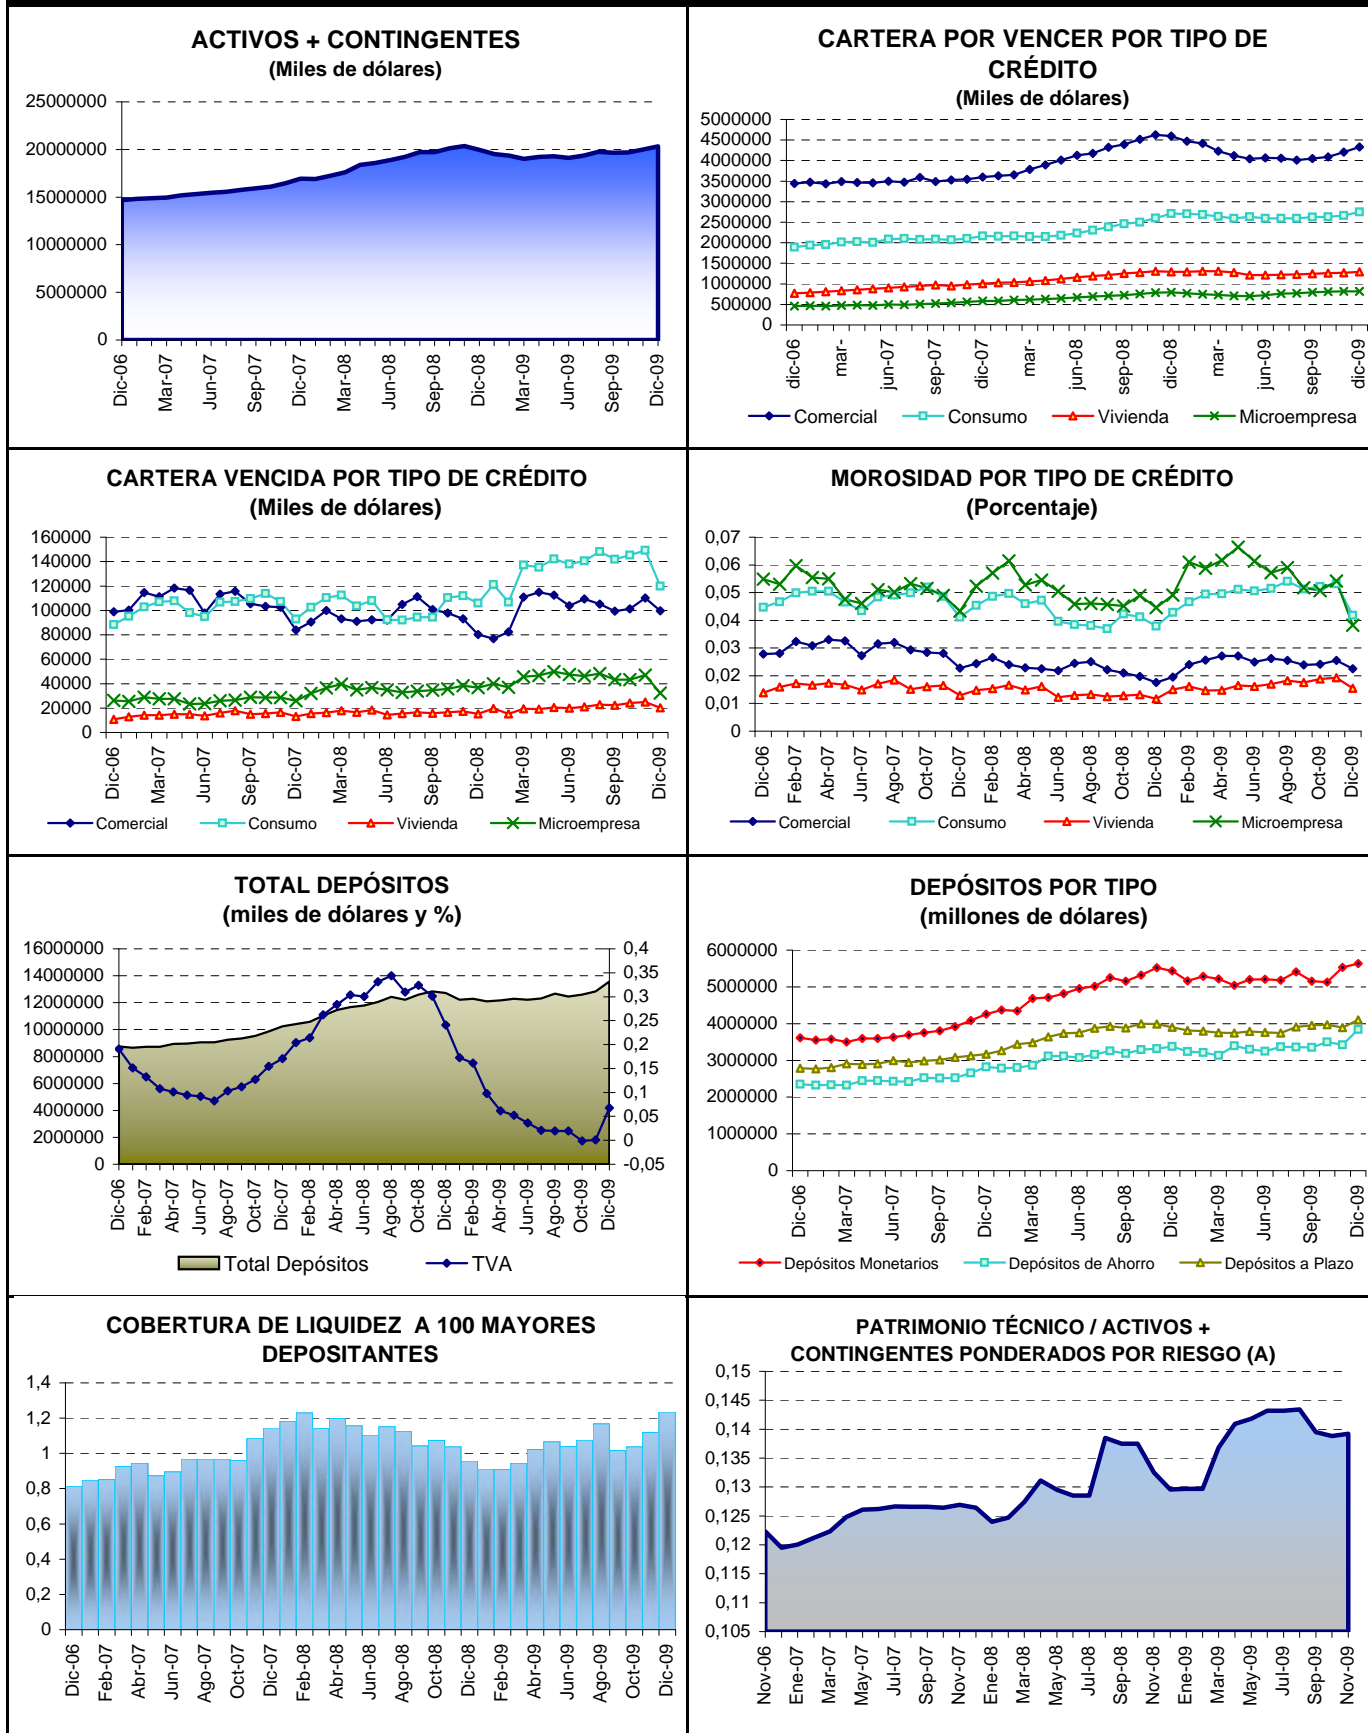 ACTIVOS + CONTINGENTES
(Miles de dólares)
25000000
20000000
15000000
10000000
5000000
0
Dic-06
Mar-07
Jun-07
Sep-07
Dic-07
Mar-08
Jun-08
Sep-08
Dic-08
Mar-09
Jun-09
Sep-09
Dic-09
CARTERA POR VENCER POR TIPO DE
CRÉDITO
(Miles de dólares)
5000000
4500000
4000000
3500000
3000000
2500000
2000000
1500000
1000000
500000
0
dic-06
mar-
jun-07
sep-07
dic-07
mar-
jun-08
sep-08
dic-08
mar-
jun-09
sep-09
dic-09
Comercial
Consumo
Vivienda
Microempresa
CARTERA VENCIDA POR TIPO DE CRÉDITO
(Miles de dólares)
160000
140000
120000
100000
80000
60000
40000
20000
0
Dic-06
Mar-07
Jun-07
Sep-07
Dic-07
Mar-08
Jun-08
Sep-08
Dic-08
Mar-09
Jun-09
Sep-09
Dic-09
Comercial
Consumo
Vivienda
Microempresa
MOROSIDAD POR TIPO DE CRÉDITO
(Porcentaje)
0,07
0,06
0,05
0,04
0,03
0,02
0,01
0
Dic-06
Feb-07
Abr-07
Jun-07
Ago-07
Oct-07
Dic-07
Feb-08
Abr-08
Jun-08
Ago-08
Oct-08
Dic-08
Feb-09
Abr-09
Jun-09
Ago-09
Oct-09
Dic-09
Comercial
Consumo
Vivienda
Microempresa
TOTAL DEPÓSITOS
(miles de dólares y %)
16000000
14000000
12000000
10000000
8000000
6000000
4000000
2000000
0
0,4
0,35
0,3
0,25
0,2
0,15
0,1
0,05
0
-0,05
Dic-06
Feb-07
Abr-07
Jun-07
Ago-07
Oct-07
Dic-07
Feb-08
Abr-08
Jun-08
Ago-08
Oct-08
Dic-08
Feb-09
Abr-09
Jun-09
Ago-09
Oct-09
Dic-09
Total Depósitos
TVA
DEPÓSITOS POR TIPO
(millones de dólares)
6000000
5000000
4000000
3000000
2000000
1000000
0
Dic-06
Mar-07
Jun-07
Sep-07
Dic-07
Mar-08
Jun-08
Sep-08
Dic-08
Mar-09
Jun-09
Sep-09
Dic-09
Depósitos Monetarios
Depósitos de Ahorro
Depósitos a Plazo
COBERTURA DE LIQUIDEZ A 100 MAYORES
DEPOSITANTES
1,4
1,2
1
0,8
0,6
0,4
0,2
0
Dic-06
Feb-07
Abr-07
Jun-07
Ago-07
Oct-07
Dic-07
Feb-08
Abr-08
Jun-08
Ago-08
Oct-08
Dic-08
Feb-09
Abr-09
Jun-09
Ago-09
Oct-09
Dic-09
PATRIMONIO TÉCNICO / ACTIVOS +
CONTINGENTES PONDERADOS POR RIESGO (A)
0,15
0,145
0,14
0,135
0,13
0,125
0,12
0,115
0,11
0,105
Nov-06
Ene-07
Mar-07
May-07
Jul-07
Sep-07
Nov-07
Ene-08
Mar-08
May-08
Jul-08
Sep-08
Nov-08
Ene-09
Mar-09
May-09
Jul-09
Sep-09
Nov-09